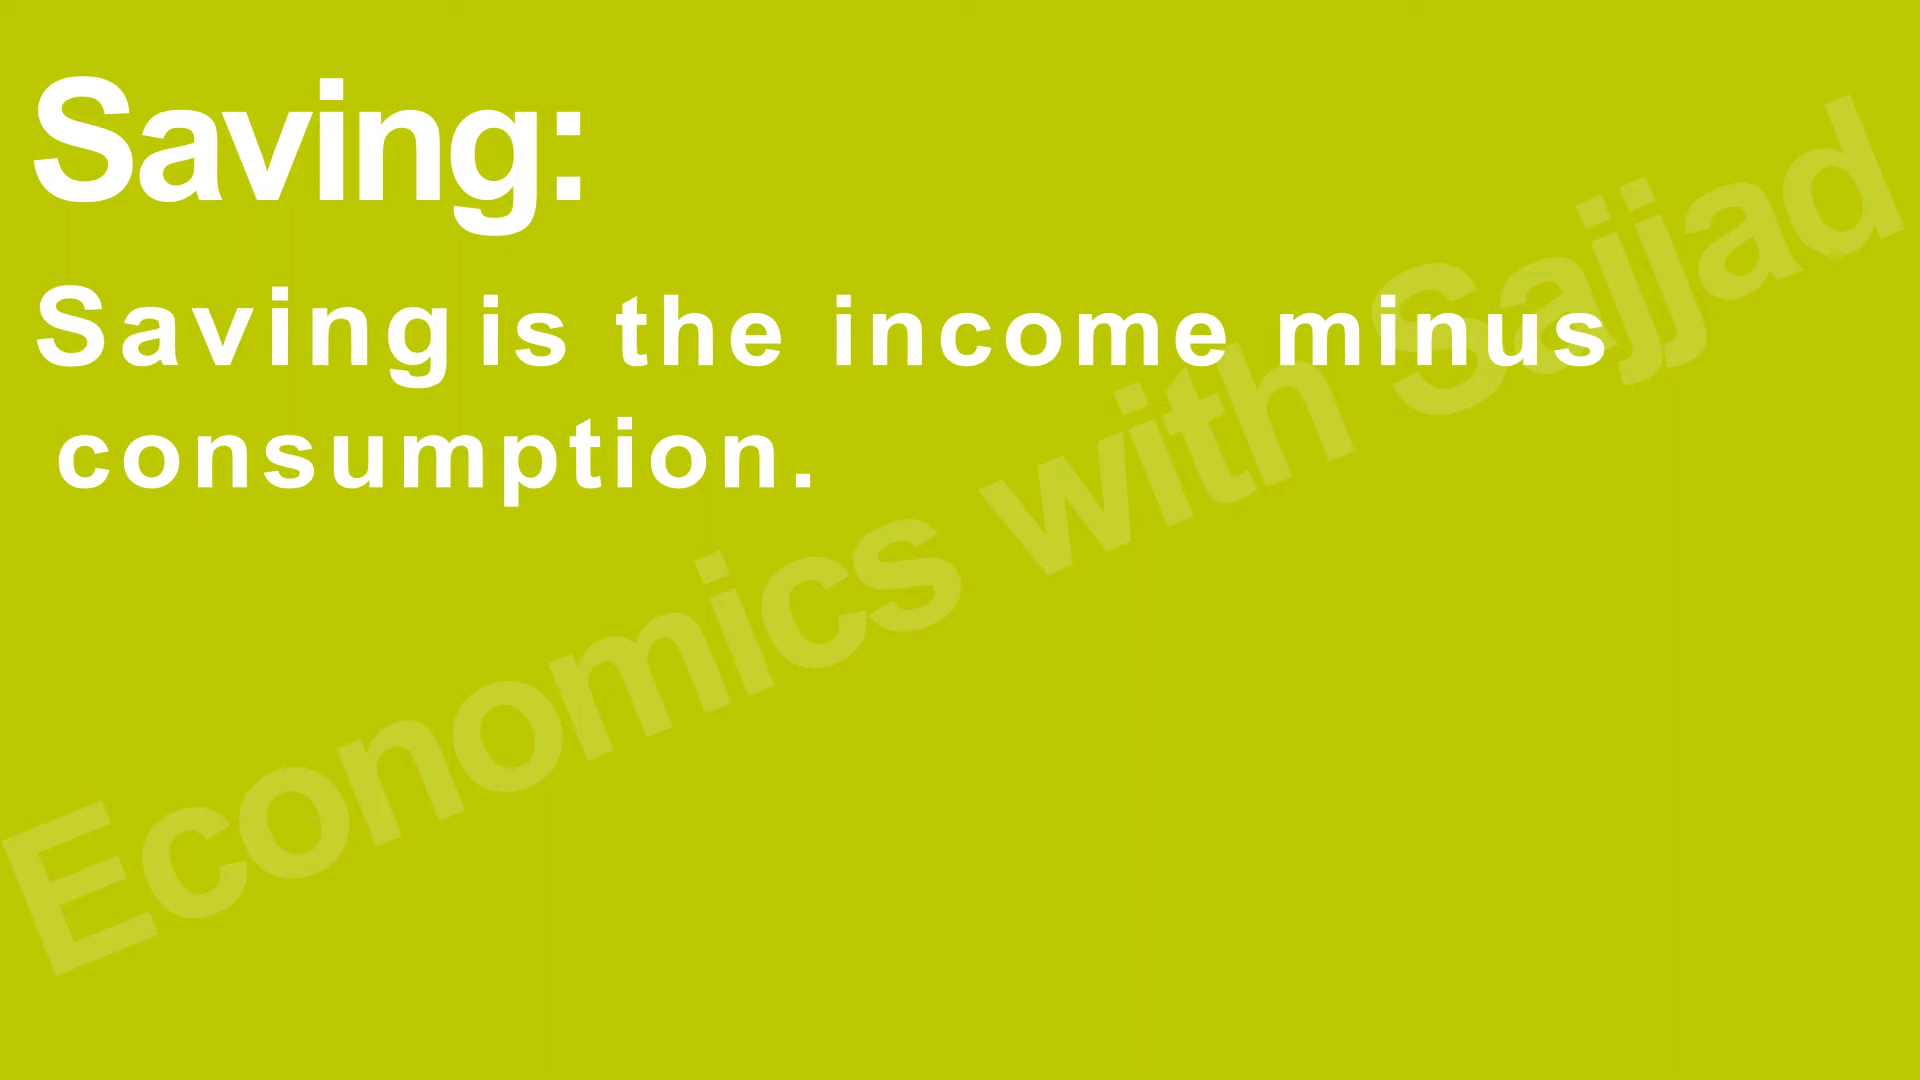 Saving:
Saving is the income minus
consumption.
Economics with Sajjad